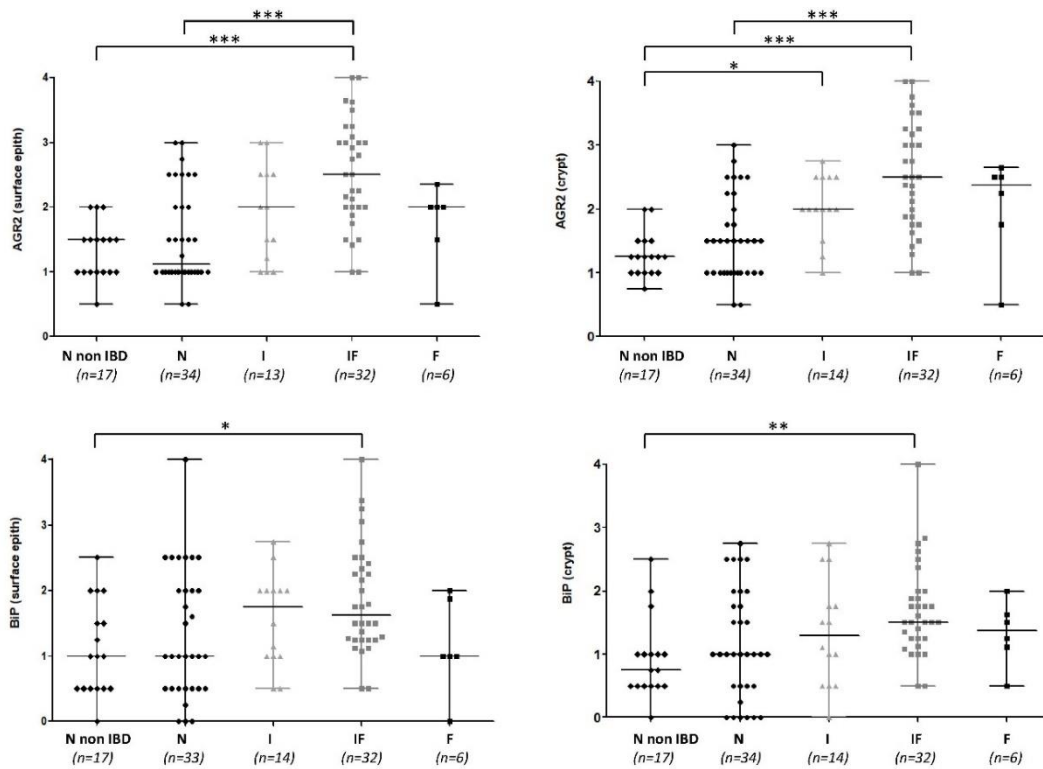 ***
***
4
3
2
1
0
AGR2 (surface epith)
N non IBD N I IF F
(n=17) (n=34) (n=13) (n=32) (n=6)
***
***
*
4
3
2
1
0
AGR2 (crypt)
N non IBD N I IF F
(n=17) (n=34) (n=14) (n=32) (n=6)
*
4
3
2
1
0
BiP (surface epith)
N non IBD N I IF F
(n=17) (n=33) (n=14) (n=32) (n=6)
**
4
3
2
1
0
BiP (crypt)
N non IBD N I IF F
(n=17) (n=34) (n=14) (n=32) (n=6)